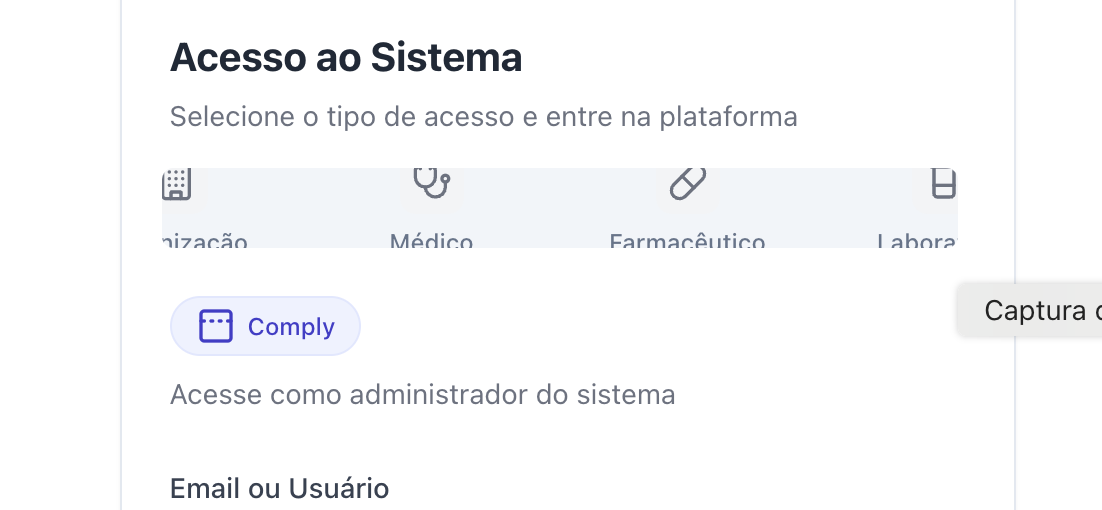 Acesso ao Sistema
Selecione o tipo de acesso e entre na plataforma
nização Médico Farmacêutico Labora
Comply
Captura
Acesse como administrador do sistema
Email ou Usuário